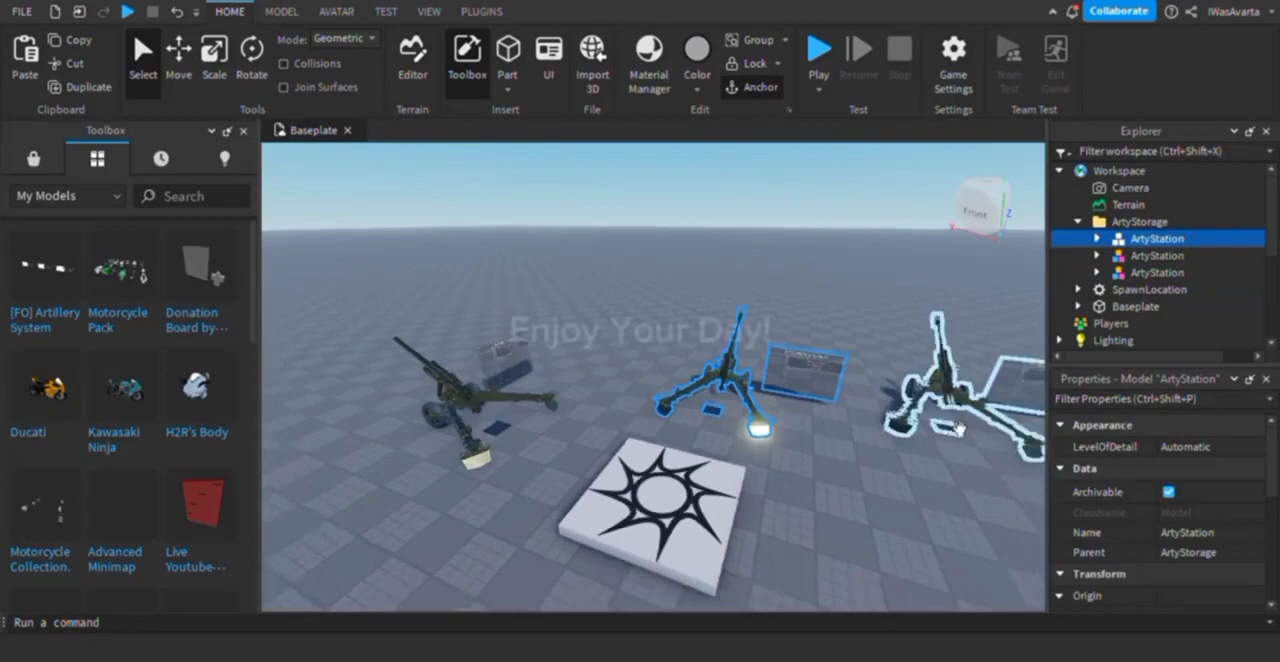 FILE
HOME
MODEL
AVATAR
TEST
VIEW
PLUGINS
Collaborate
IWasAvarta
Paste
Copy
Cut
Duplicate
Clipboard
Select
Move
Scale
Rotate
Mode: Geometric
Collisions
Join Surfaces
Tools
Editor
Terrain
Toolbox
Part
UI
Insert
Import
3D
File
Material
Manager
Color
Group
Lock
Anchor
Edit
Play
Resume
Stop
Test
Game
Settings
Settings
Team
Test
Exit
Game
Team Test
Toolbox
My Models
Search
[FO] Artillery
System
Motorcycle
Pack
Donation
Board by...
Ducati
Kawasaki
Ninja
H2R's Body
Motorcycle
Collection.
Advanced
Minimap
Live
Youtube...
Baseplate
Enjoy Your Day!
Front
X
Z
Explorer
Filter workspace (Ctrl+Shift+X)
Workspace
Camera
Terrain
ArtyStorage
ArtyStation
ArtyStation
ArtyStation
SpawnLocation
Baseplate
Players
Lighting
Properties - Model "ArtyStation"
Filter Properties (Ctrl+Shift+P)
Appearance
LevelOfDetail Automatic
Data
Archivable
ClassName Model
Name ArtyStation
Parent ArtyStorage
Transform
Origin
Run a command